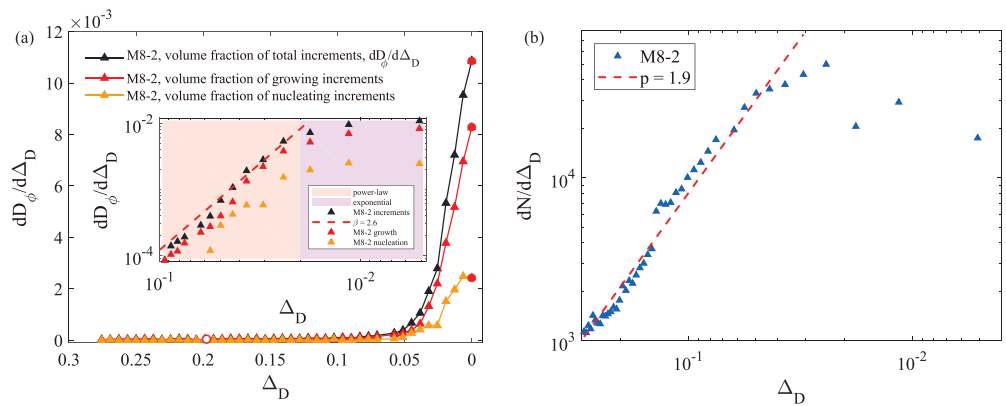 (a)
×10⁻³
12
10
8
6
4
2
0
dD_ϕ/dΔ_D
M8-2, volume fraction of total increments, dD_ϕ/dΔ_D
M8-2, volume fraction of growing increments
M8-2, volume fraction of nucleating increments
10⁻²
10⁻⁴
dD_ϕ/dΔ_D
power-law
exponential
M8-2 increments
β = 2.6
M8-2 growth
M8-2 nucleation
10⁻¹ 10⁻²
Δ_D
0.3 0.25 0.2 0.15 0.1 0.05 0
Δ_D
(b)
M8-2
p = 1.9
10⁴
10³
dN/dΔ_D
10⁻¹ 10⁻²
Δ_D